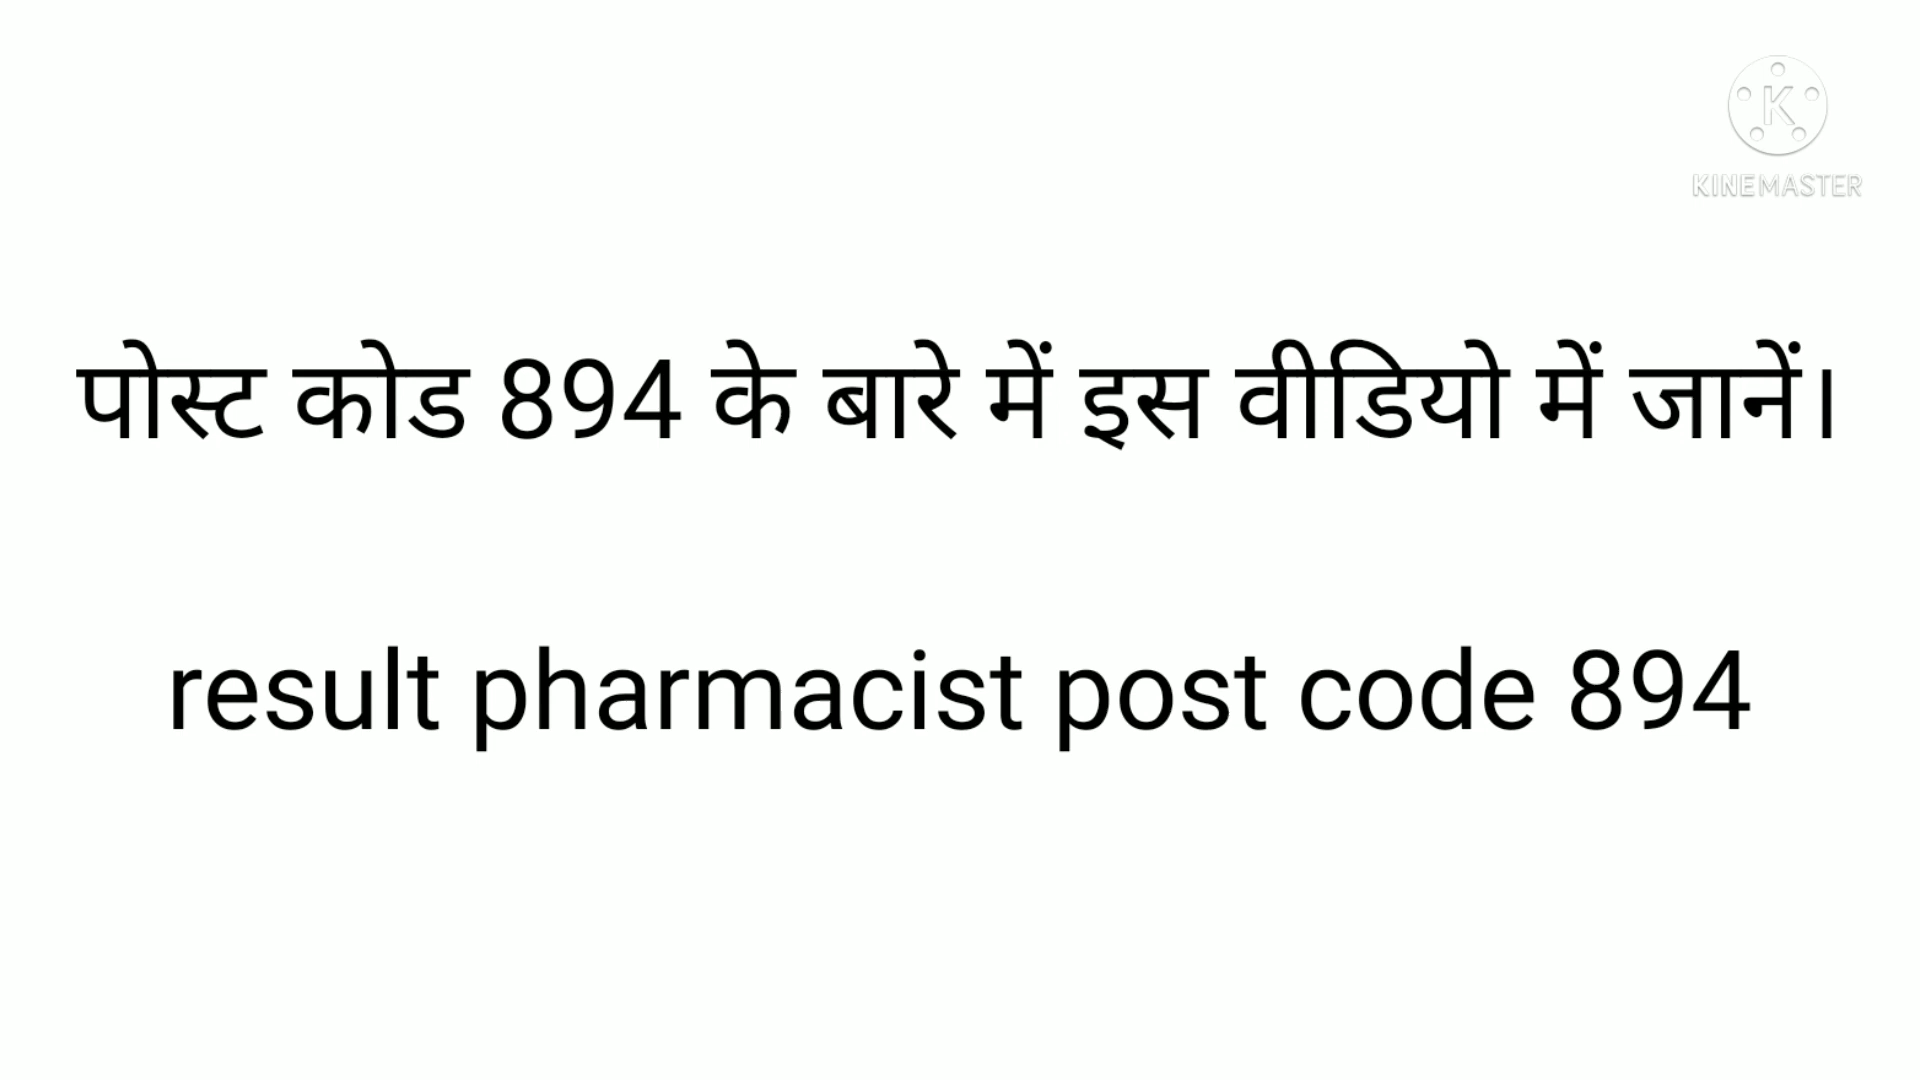 K
KINEMASTER
पोस्ट कोड 894 के बारे में इस वीडियो में जानें।
result pharmacist post code 894